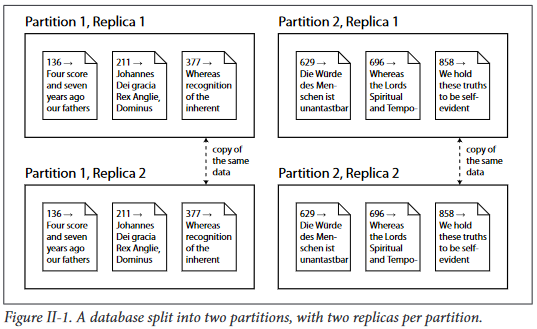 Partition 1, Replica 1
136 →
Four score
and seven
years ago
our fathers
211 →
Johannes
Dei gracia
Rex Anglie,
Dominus
377 →
Whereas
recognition
of the
inherent
Partition 2, Replica 1
629 →
Die Würde
des Men-
schen ist
unantastbar
696 →
Whereas
the Lords
Spiritual
and Tempo-
858 →
We hold
these truths
to be self-
evident
copy of
the same
data
copy of
the same
data
Partition 1, Replica 2
136 →
Four score
and seven
years ago
our fathers
211 →
Johannes
Dei gracia
Rex Anglie,
Dominus
377 →
Whereas
recognition
of the
inherent
Partition 2, Replica 2
629 →
Die Würde
des Men-
schen ist
unantastbar
696 →
Whereas
the Lords
Spiritual
and Tempo-
858 →
We hold
these truths
to be self-
evident
Figure II-1. A database split into two partitions, with two replicas per partition.